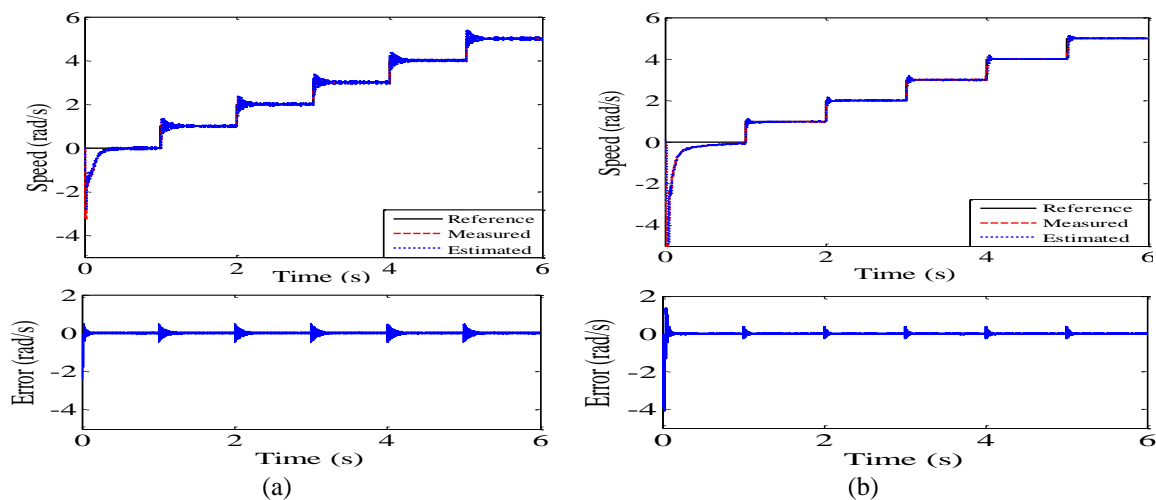 6
4
2
0
-2
-4
Speed (rad/s)
Reference
Measured
Estimated
0
2
4
6
Time (s)
2
0
-2
-4
Error (rad/s)
0
2
4
6
Time (s)
(a)
6
4
2
0
-2
-4
Speed (rad/s)
Reference
Measured
Estimated
0
2
4
6
Time (s)
2
0
-2
-4
Error (rad/s)
0
2
4
6
Time (s)
(b)